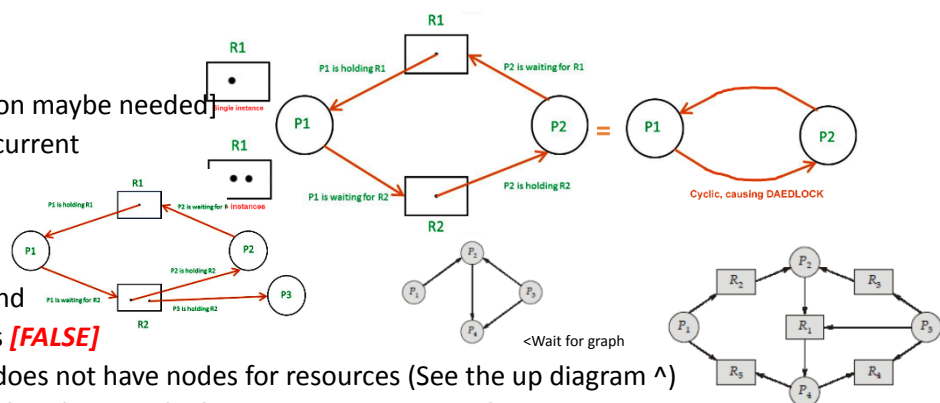 R1
R1
P1 is holding R1
P2 is waiting for R1
Single instance
on maybe needed]
P1
P2
=
P1
P2
current
R1
R1
P1 is holding R1
P2 is waiting for R
instances
P1 is waiting for R2
P2 is holding R2
Cyclic, causing DAEDLOCK
R2
P1
P2
P2 is holding R2
P1 is waiting for R2
P3 is holding R2
P3
R2
nd
s [FALSE]
P1
P3
P4
<Wait for graph
P2
R2
R3
P1
R1
P3
R5
R4
P4
does not have nodes for resources (See the up diagram ^)